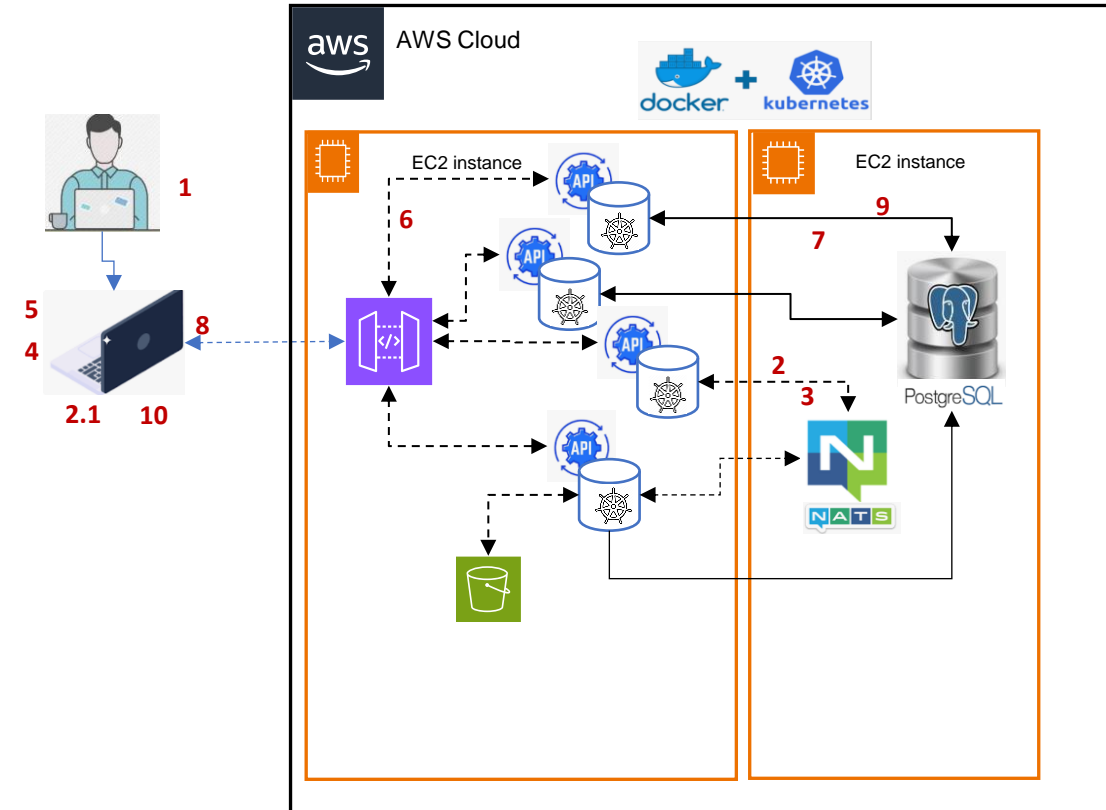 aws
AWS Cloud
docker
+
kubernetes
EC2 instance
EC2 instance
1
API
6
9
7
API
5
8
</>
4
API
2
3
PostgreSQL
2.1
10
API
N
NATS